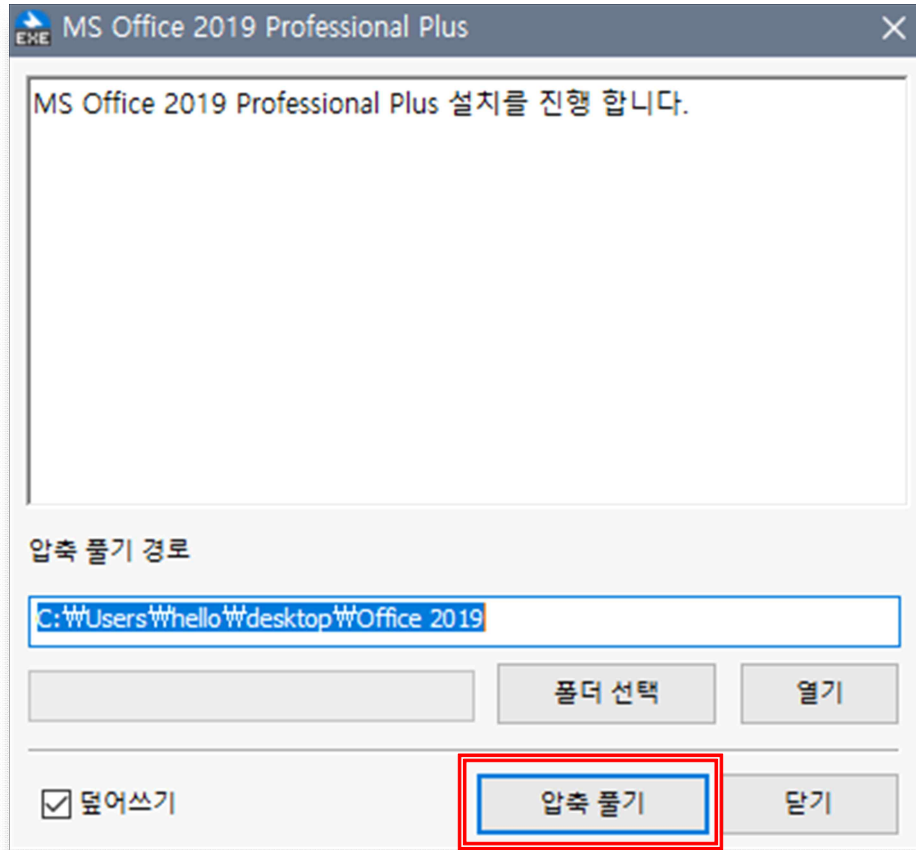 EXE MS Office 2019 Professional Plus
MS Office 2019 Professional Plus 설치를 진행 합니다.
압축 풀기 경로
C:₩Users₩hello₩desktop₩Office 2019
폴더 선택 열기
덮어쓰기 압축 풀기 닫기